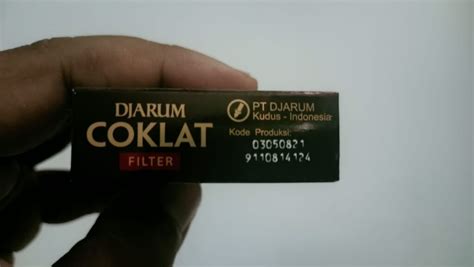 DJARUM
COKLAT
FILTER
PT DJARUM
Kudus - Indonesia
Kode Produksi:
03050821
9110814124